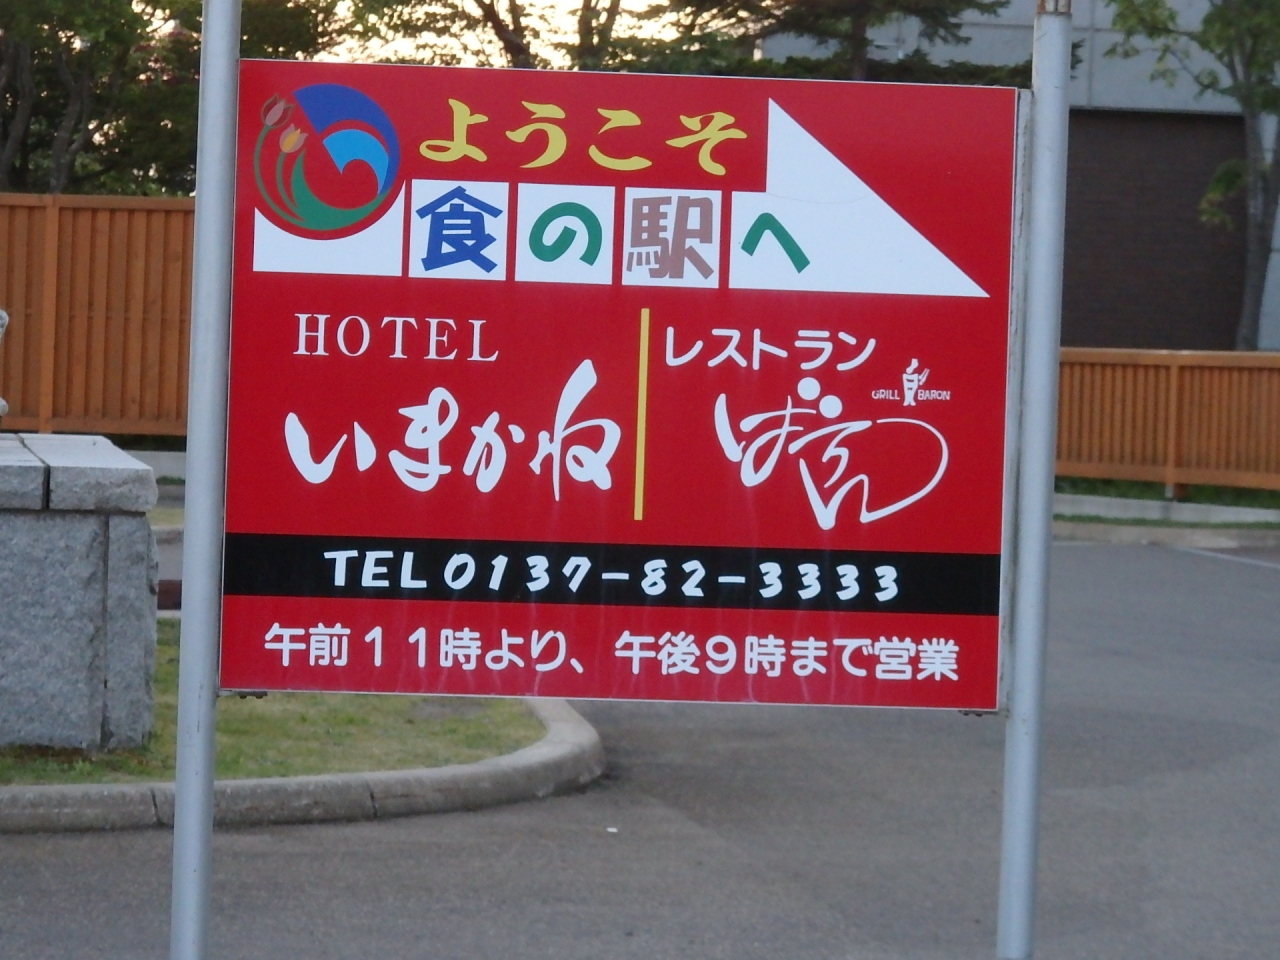 ようこそ
食の駅へ
HOTEL
いまかね
レストラン
GRILL BARON
ばろん
TEL0137-82-3333
午前11時より、午後9時まで営業